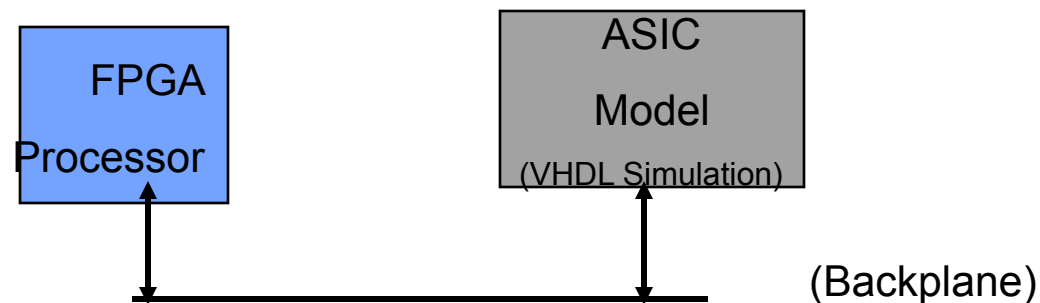 FPGA
Processor
ASIC
Model
(VHDL Simulation)
(Backplane)